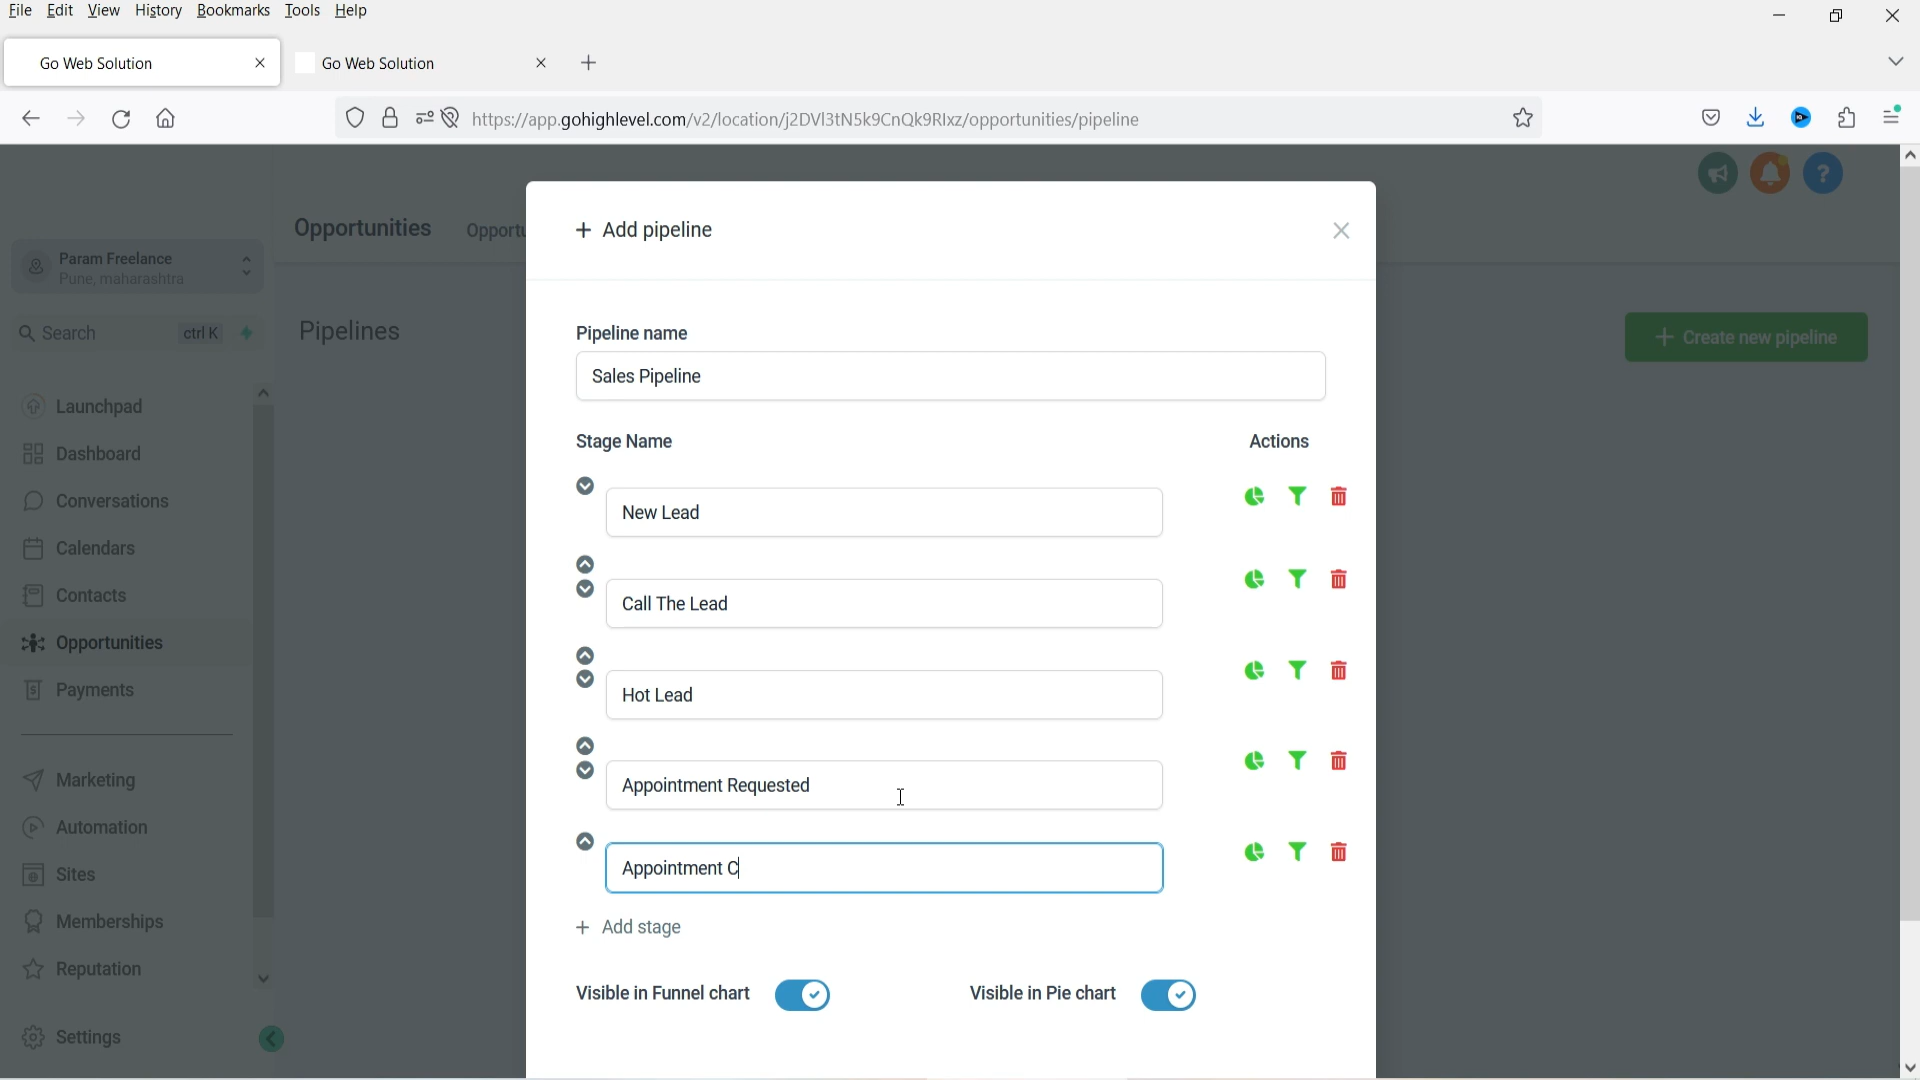 File Edit View History Bookmarks Tools Help
Go Web Solution
Go Web Solution
https://app.gohighlevel.com/v2/location/j2DVl3tN5k9CnQk9Rlxz/opportunities/pipeline
Param Freelance
Pune, maharashtra
Search ctrl K
Launchpad
Dashboard
Conversations
Calendars
Contacts
Opportunities
Payments
Marketing
Automation
Sites
Memberships
Reputation
Settings
Opportunities Opportu
Pipelines
+ Create new pipeline
+ Add pipeline
Pipeline name
Sales Pipeline
Stage Name Actions
New Lead
Call The Lead
Hot Lead
Appointment Requested
Appointment C
+ Add stage
Visible in Funnel chart Visible in Pie chart